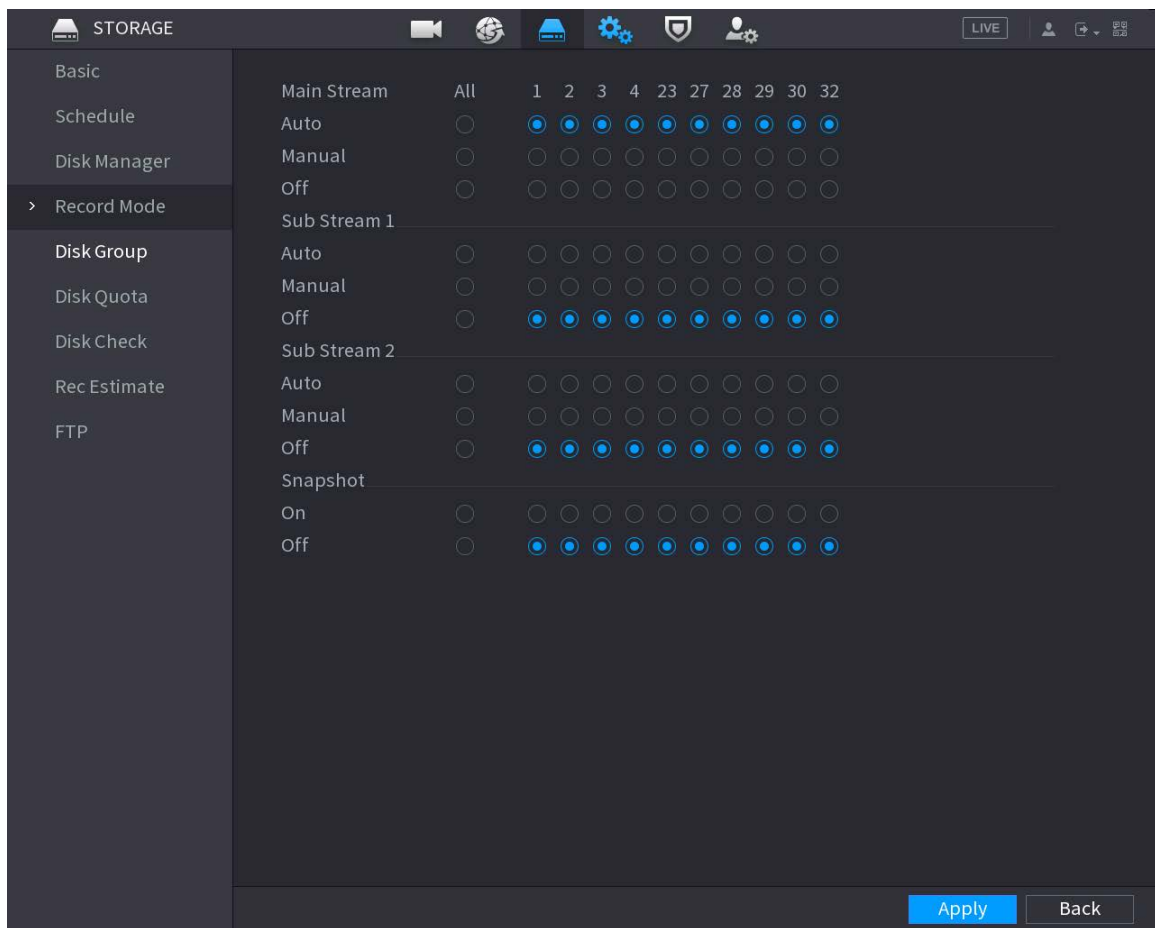 STORAGE LIVE
Basic
Schedule
Disk Manager
Record Mode
Disk Group
Disk Quota
Disk Check
Rec Estimate
FTP
Main Stream All 1 2 3 4 23 27 28 29 30 32
Auto
Manual
Off
Sub Stream 1
Auto
Manual
Off
Sub Stream 2
Auto
Manual
Off
Snapshot
On
Off
Apply Back